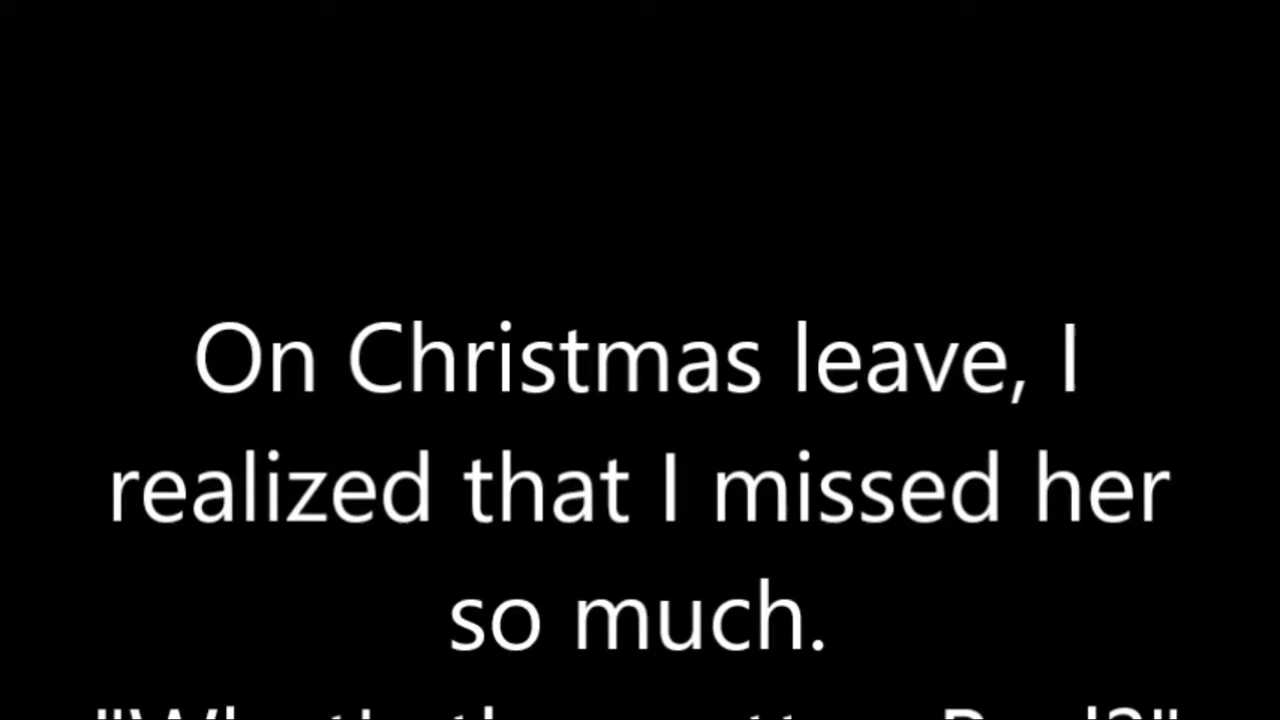 On Christmas leave, I
realized that I missed her
so much.